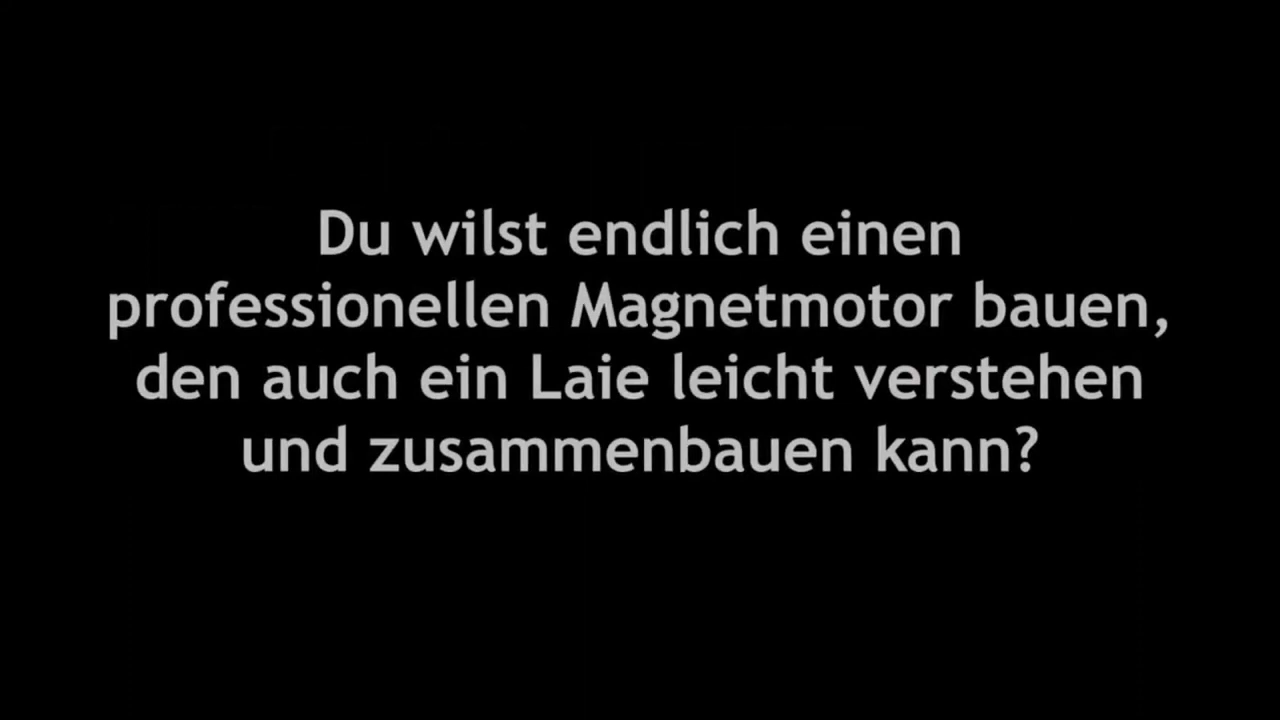 Du wilst endlich einen
professionellen Magnetmotor bauen,
den auch ein Laie leicht verstehen
und zusammenbauen kann?